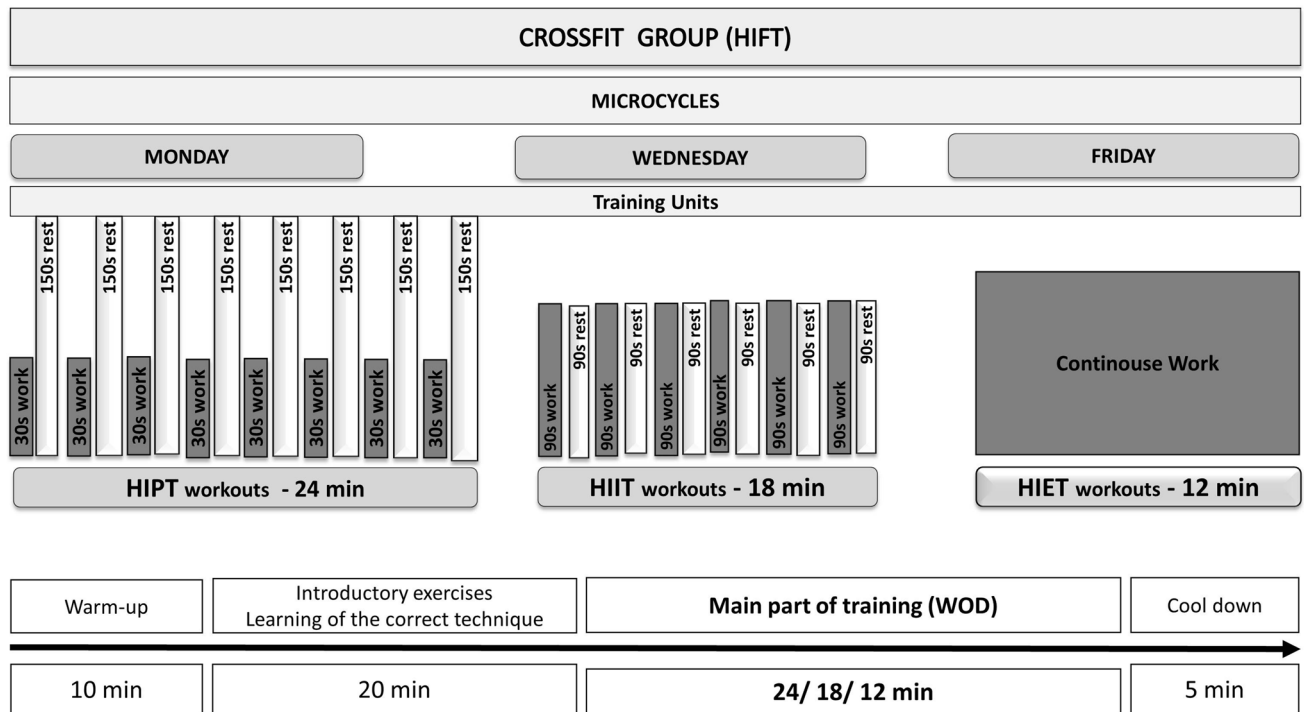 CROSSFIT GROUP (HIFT)
MICROCYCLES
MONDAY
WEDNESDAY
FRIDAY
Training Units
30s work
150s rest
30s work
150s rest
30s work
150s rest
30s work
150s rest
30s work
150s rest
30s work
150s rest
30s work
150s rest
30s work
150s rest
90s work
90s rest
90s work
90s rest
90s work
90s rest
90s work
90s rest
90s work
90s rest
90s work
90s rest
Continouse Work
HIPT workouts - 24 min
HIIT workouts - 18 min
HIET workouts - 12 min
Warm-up
Introductory exercises
Learning of the correct technique
Main part of training (WOD)
Cool down
10 min
20 min
24/ 18/ 12 min
5 min